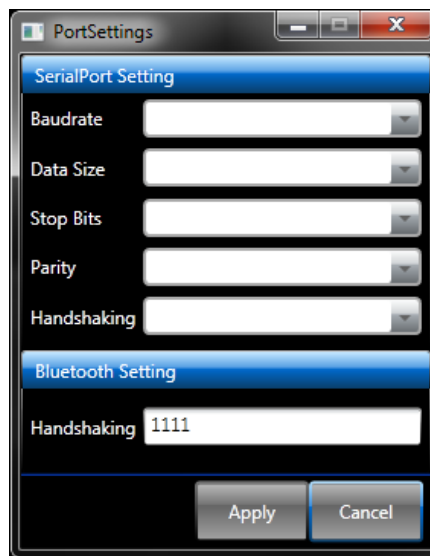 PortSettings
SerialPort Setting
Baudrate
Data Size
Stop Bits
Parity
Handshaking
Bluetooth Setting
Handshaking 1111
Apply Cancel